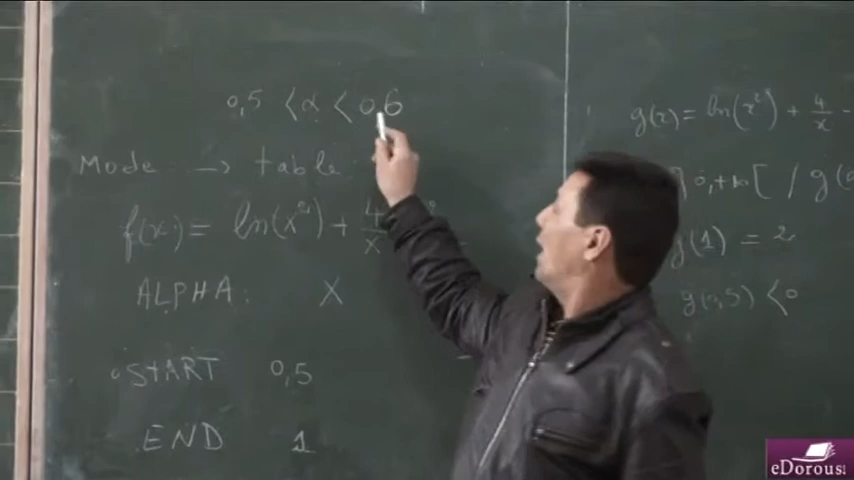 0,5 < α < 0,6
Mode → table
f(x) = ln(x²) + 4/x
ALPHA: X
START 0,5
END 1
g(x) = ln(x²) + 4/x -
0,+∞[ / g(
g(1) = 2
g(0,5) < 0
eDorous